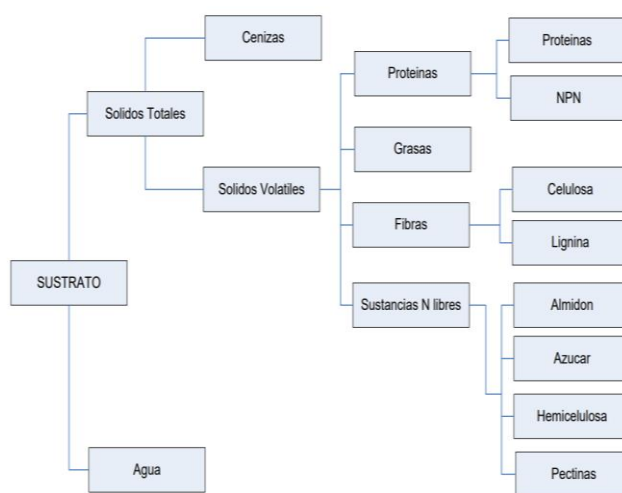 Cenizas
Proteinas
Proteinas
Solidos Totales
NPN
Grasas
Solidos Volatiles
Celulosa
Fibras
Lignina
SUSTRATO
Sustancias N libres
Almidon
Azucar
Hemicelulosa
Agua
Pectinas